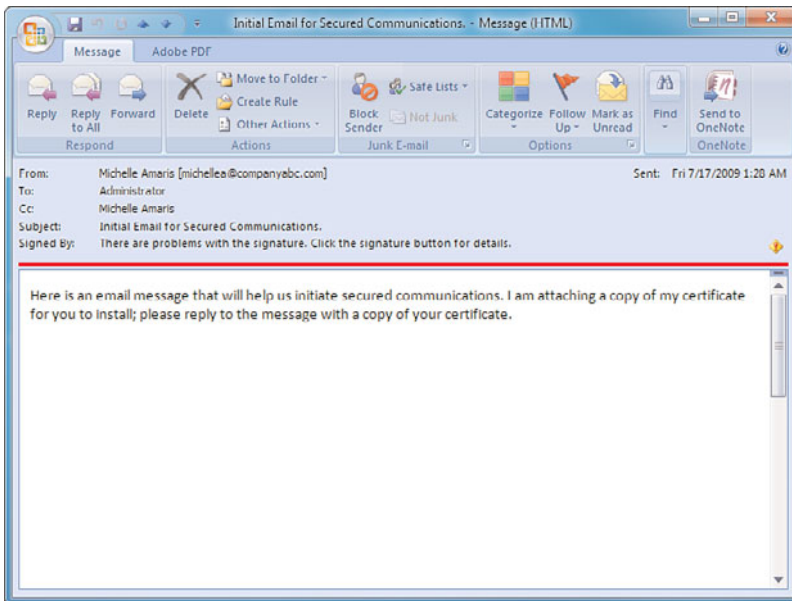 Initial Email for Secured Communications. - Message (HTML)
Message Adobe PDF
Reply Reply to All Forward Delete Move to Folder Create Rule Other Actions Block Sender Safe Lists Not Junk Categorize Follow Up Mark as Unread Find Send to OneNote
Respond Actions Junk E-mail Options OneNote
From: Michelle Amaris [michellea@companyabc.com] Sent: Fri 7/17/2009 1:28 AM
To: Administrator
Cc: Michelle Amaris
Subject: Initial Email for Secured Communications.
Signed By: There are problems with the signature. Click the signature button for details.
Here is an email message that will help us initiate secured communications. I am attaching a copy of my certificate
for you to install; please reply to the message with a copy of your certificate.